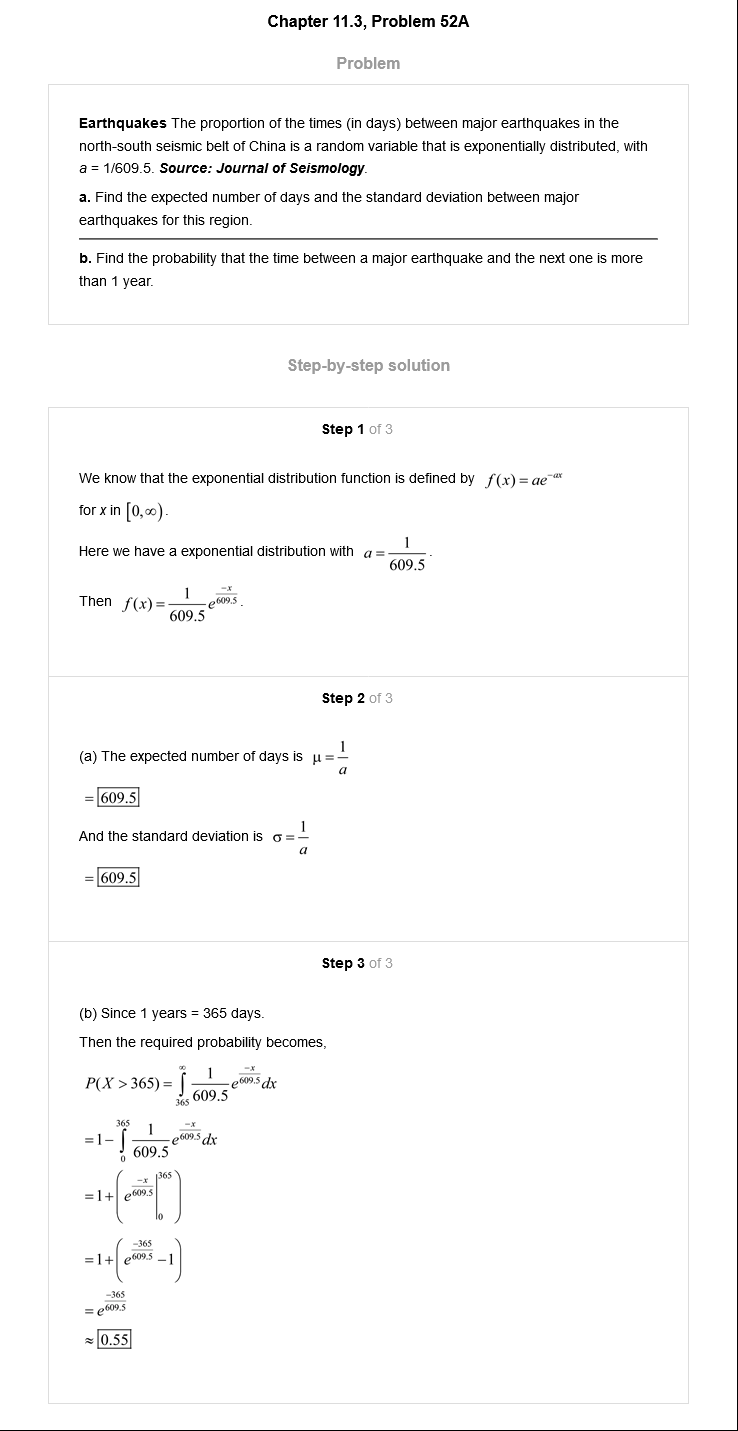 Chapter 11.3, Problem 52A
Problem
Earthquakes The proportion of the times (in days) between major earthquakes in the
north-south seismic belt of China is a random variable that is exponentially distributed, with
a = 1/609.5. Source: Journal of Seismology.
a. Find the expected number of days and the standard deviation between major
earthquakes for this region.
b. Find the probability that the time between a major earthquake and the next one is more
than 1 year.
Step-by-step solution
Step 1 of 3
We know that the exponential distribution function is defined by f(x) = ae^{-ax}
for x in [0,∞).
Here we have a exponential distribution with a = \frac{1}{609.5}.
Then f(x) = \frac{1}{609.5} e^{\frac{-x}{609.5}}.
Step 2 of 3
(a) The expected number of days is μ = \frac{1}{a}
= 609.5
And the standard deviation is σ = \frac{1}{a}
= 609.5
Step 3 of 3
(b) Since 1 years = 365 days.
Then the required probability becomes,
P(X > 365) = \int_{365}^{∞} \frac{1}{609.5} e^{\frac{-x}{609.5}} dx
= 1 - \int_{0}^{365} \frac{1}{609.5} e^{\frac{-x}{609.5}} dx
= 1 + \left( e^{\frac{-x}{609.5}} \Big|_{0}^{365} \right)
= 1 + \left( e^{\frac{-365}{609.5}} - 1 \right)
= e^{\frac{-365}{609.5}}
≈ 0.55